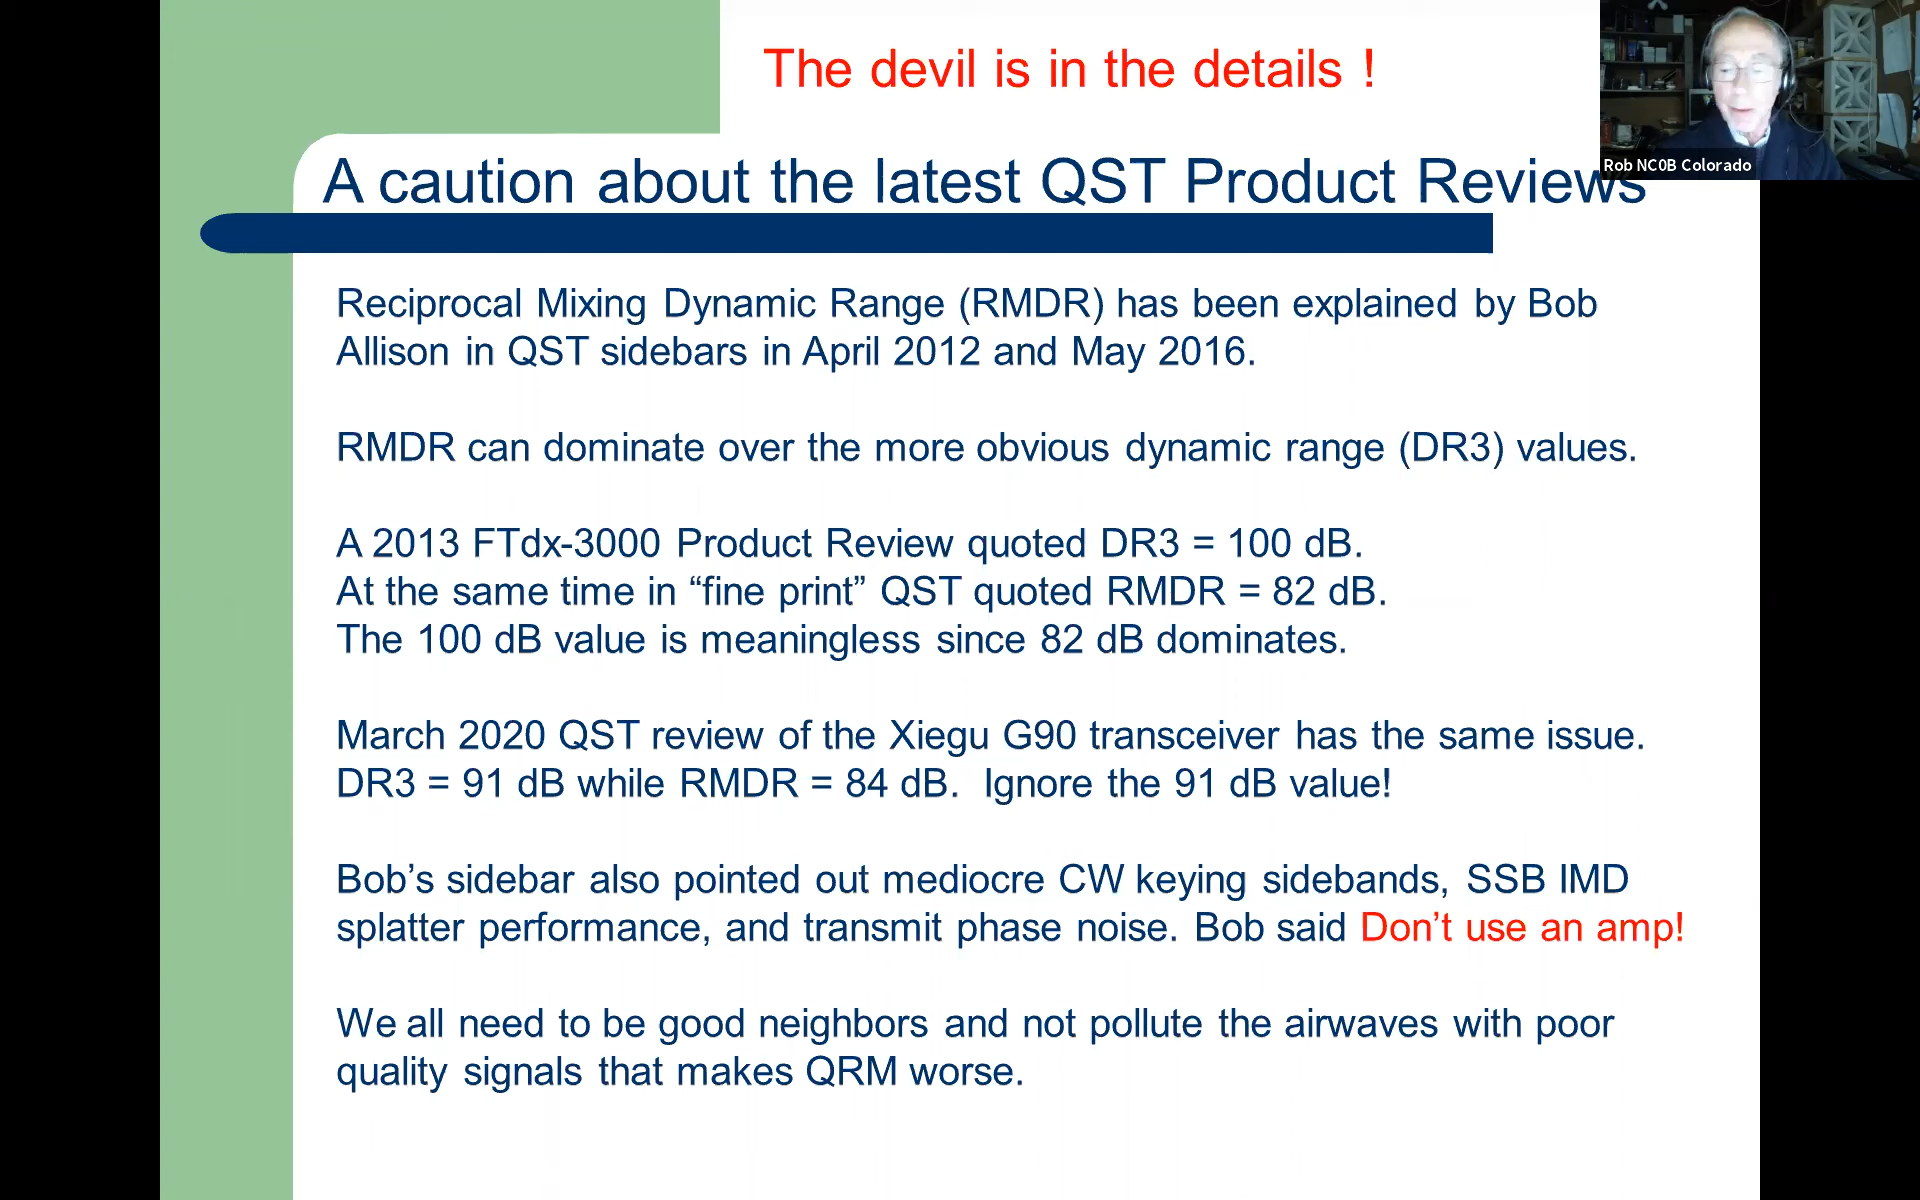 The devil is in the details !
Rob NC0B Colorado
A caution about the latest QST Product Reviews
Reciprocal Mixing Dynamic Range (RMDR) has been explained by Bob
Allison in QST sidebars in April 2012 and May 2016.
RMDR can dominate over the more obvious dynamic range (DR3) values.
A 2013 FTdx-3000 Product Review quoted DR3 = 100 dB.
At the same time in “fine print” QST quoted RMDR = 82 dB.
The 100 dB value is meaningless since 82 dB dominates.
March 2020 QST review of the Xiegu G90 transceiver has the same issue.
DR3 = 91 dB while RMDR = 84 dB.  Ignore the 91 dB value!
Bob’s sidebar also pointed out mediocre CW keying sidebands, SSB IMD
splatter performance, and transmit phase noise. Bob said Don’t use an amp!
We all need to be good neighbors and not pollute the airwaves with poor
quality signals that makes QRM worse.